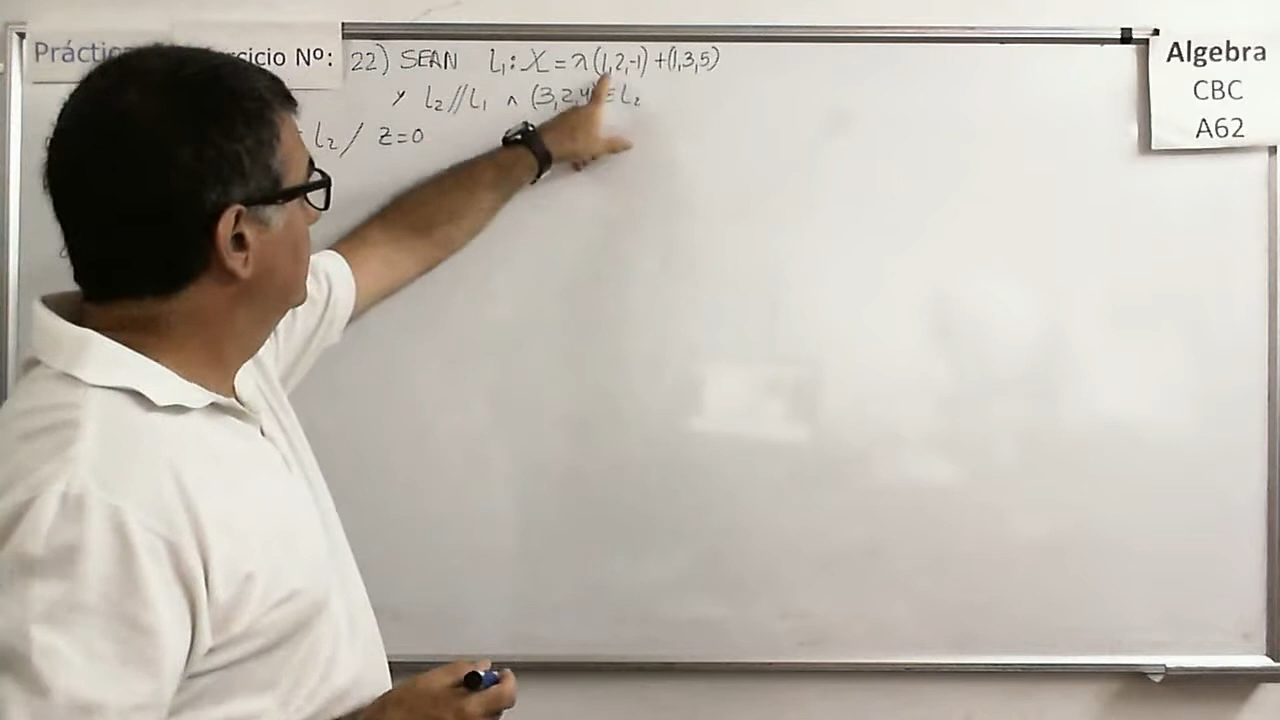 Práctica Nº: 22) SEAN L₁: X = λ(1,2,-1) + (1,3,5)
Y L₂//L₁ ∧ (3,2,4) ∈ L₂
L₂ / Z=0
Algebra
CBC
A62